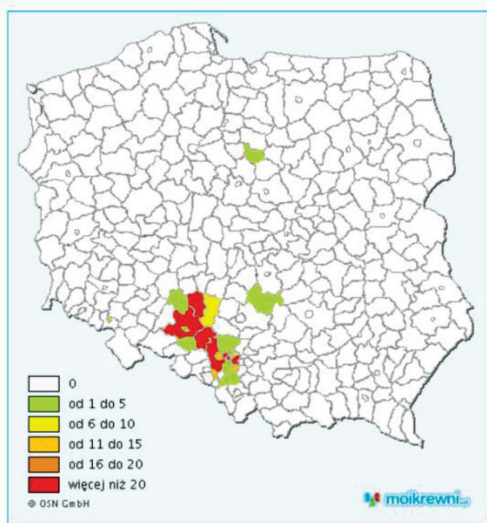 0
od 1 do 5
od 6 do 10
od 11 do 15
od 16 do 20
więcej niż 20
© OSN GmbH
moikrewni